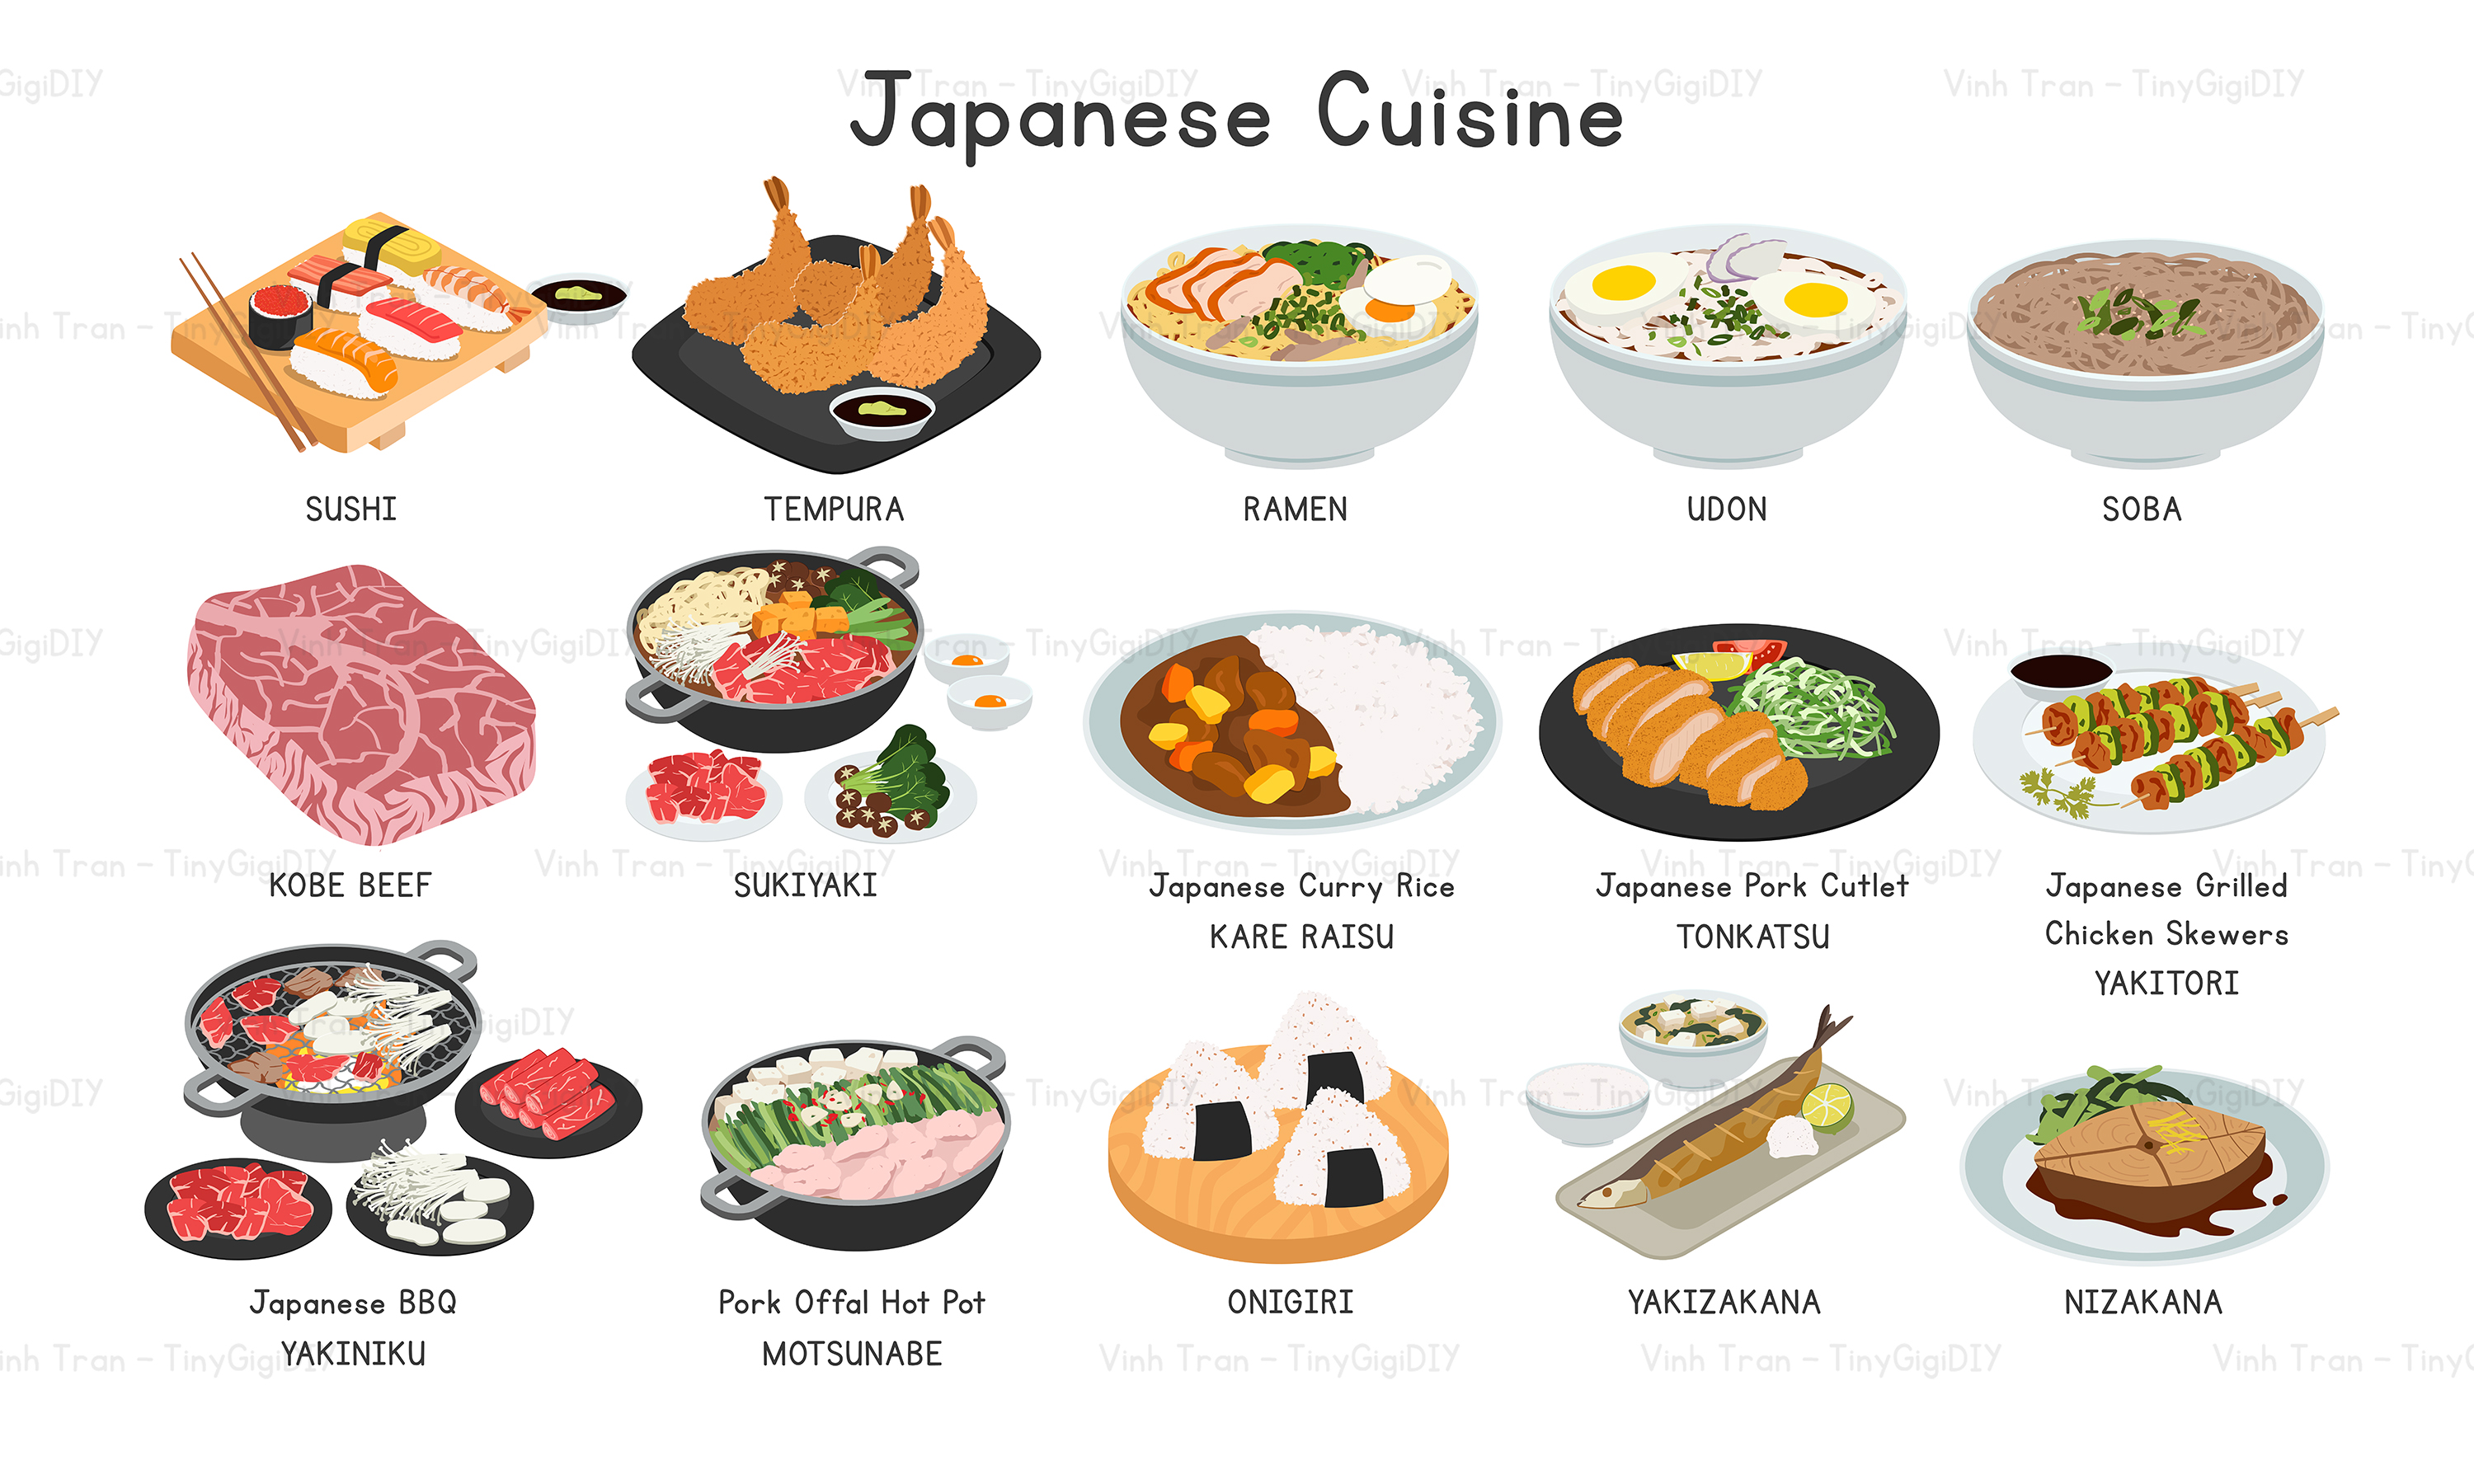 Japanese Cuisine
SUSHI
TEMPURA
RAMEN
UDON
SOBA
KOBE BEEF
SUKIYAKI
Japanese Curry Rice
KARE RAISU
Japanese Pork Cutlet
TONKATSU
Japanese Grilled
Chicken Skewers
YAKITORI
Japanese BBQ
YAKINIKU
Pork Offal Hot Pot
MOTSUNABE
ONIGIRI
YAKIZAKANA
NIZAKANA
Vinh Tran - TinyGigiDIY